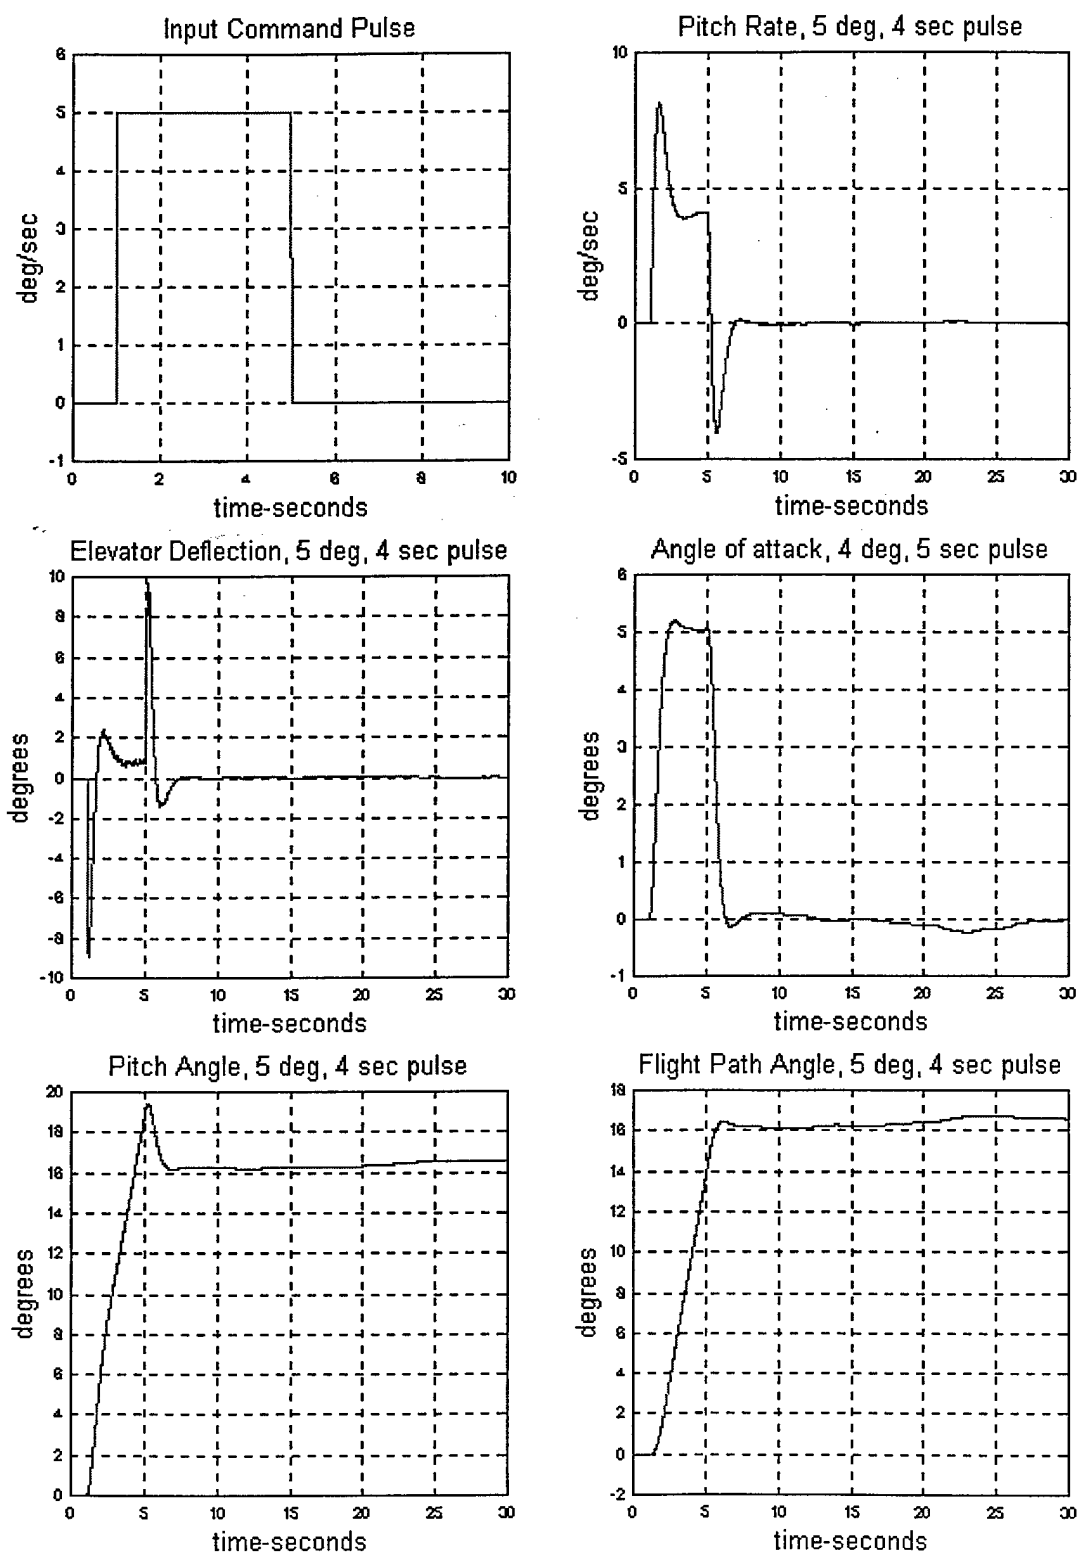 Input Command Pulse
6
5
4
3
2
1
0
-1
deg/sec
0 2 4 6 8 10
time-seconds
Pitch Rate, 5 deg, 4 sec pulse
10
5
0
-5
deg/sec
0 5 10 15 20 25 30
time-seconds
Elevator Deflection, 5 deg, 4 sec pulse
10
8
6
4
2
0
-2
-4
-6
-8
-10
degrees
0 5 10 15 20 25 30
time-seconds
Angle of attack, 4 deg, 5 sec pulse
6
5
4
3
2
1
0
-1
degrees
0 5 10 15 20 25 30
time-seconds
Pitch Angle, 5 deg, 4 sec pulse
20
18
16
14
12
10
8
6
4
2
0
degrees
0 5 10 15 20 25 30
time-seconds
Flight Path Angle, 5 deg, 4 sec pulse
18
16
14
12
10
8
6
4
2
0
-2
degrees
0 5 10 15 20 25 30
time-seconds